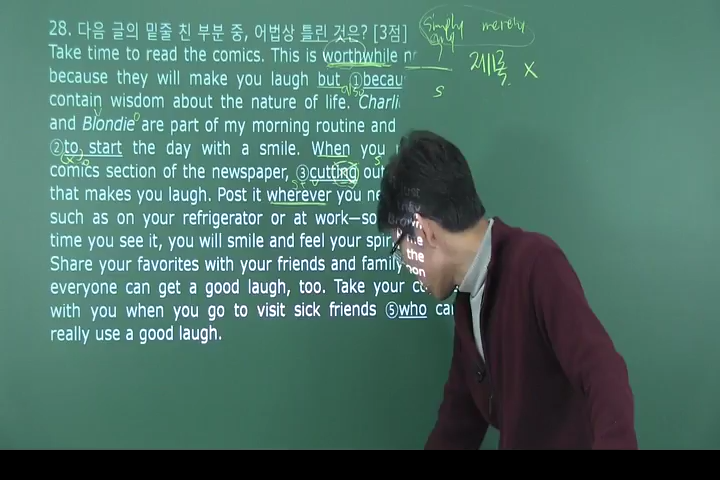 28. 다음 글의 밑줄 친 부분 중, 어법상 틀린 것은? [3점]
Take time to read the comics. This is worthwhile n
because they will make you laugh but ①becau
contain wisdom about the nature of life. Charli
and Blondie are part of my morning routine and
②to start the day with a smile. When you
comics section of the newspaper, ③cutting ou
that makes you laugh. Post it wherever you ne
such as on your refrigerator or at work—so
time you see it, you will smile and feel your spir
Share your favorites with your friends and family
everyone can get a good laugh, too. Take your c
with you when you go to visit sick friends ⑤who ca
really use a good laugh.
Simply merely
only
S
X
also